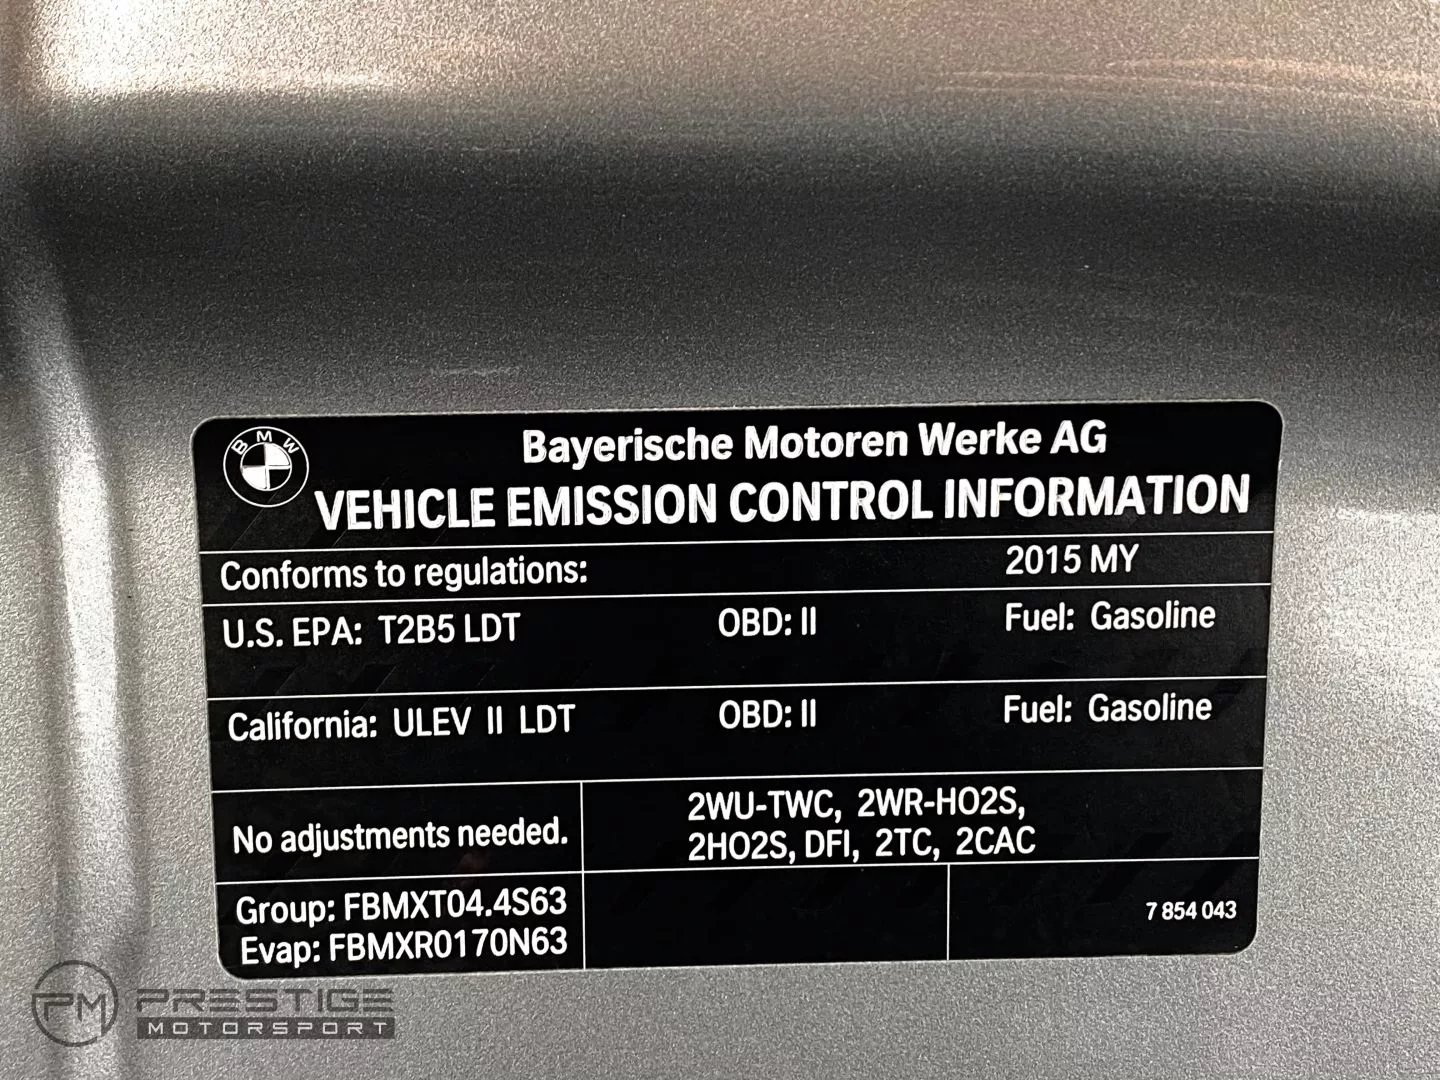 BMW
Bayerische Motoren Werke AG
VEHICLE EMISSION CONTROL INFORMATION
Conforms to regulations: 2015 MY
U.S. EPA: T2B5 LDT OBD: II Fuel: Gasoline
California: ULEV II LDT OBD: II Fuel: Gasoline
No adjustments needed.
2WU-TWC, 2WR-HO2S,
2HO2S, DFI, 2TC, 2CAC
Group: FBMXT04.4S63
Evap: FBMXR0170N63
7 854 043
PM PRESTIGE
MOTORSPORT